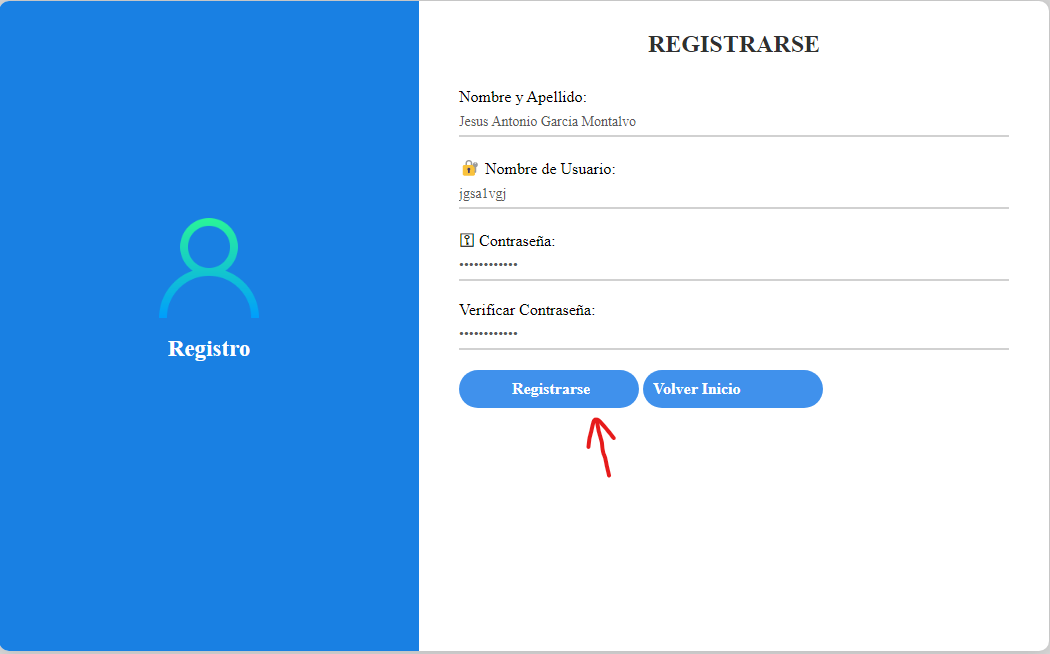 REGISTRARSE
Nombre y Apellido:
Jesus Antonio Garcia Montalvo
🔐 Nombre de Usuario:
jgsa1vgj
⚿ Contraseña:
••••••••••••
Verificar Contraseña:
••••••••••••
Registrarse
Volver Inicio
Registro